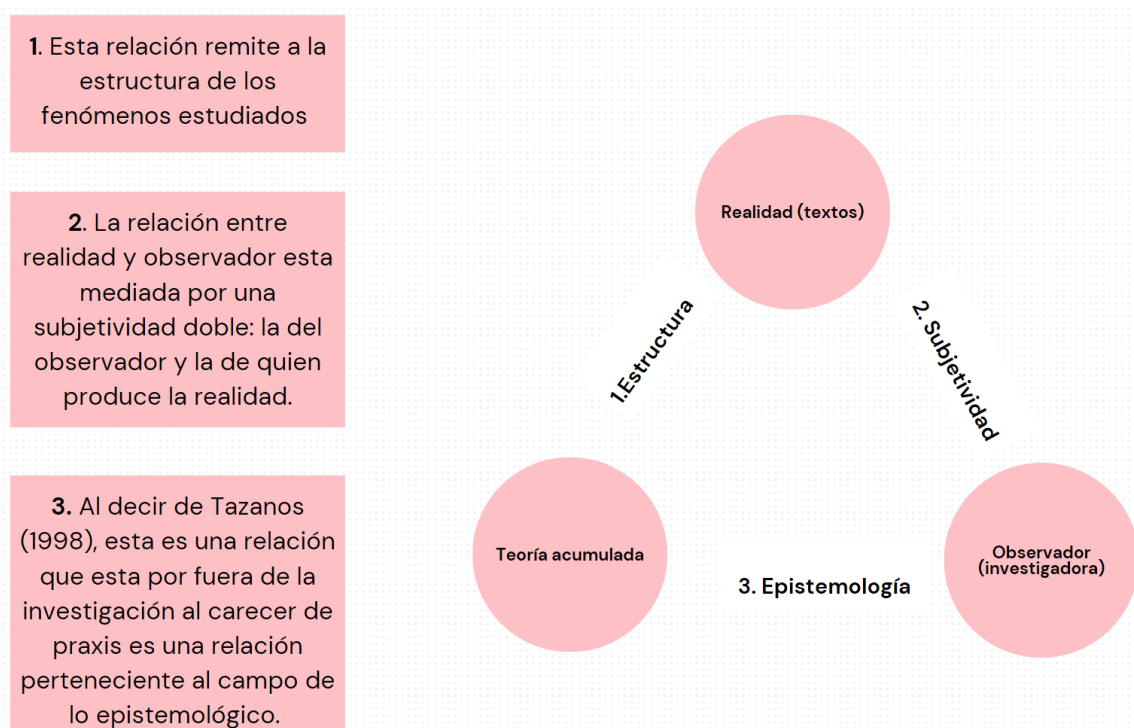 1. Esta relación remite a la
estructura de los
fenómenos estudiados
2. La relación entre
realidad y observador esta
mediada por una
subjetividad doble: la del
observador y la de quien
produce la realidad.
3. Al decir de Tazanos
(1998), esta es una relación
que esta por fuera de la
investigación al carecer de
praxis es una relación
perteneciente al campo de
lo epistemológico.
Realidad (textos)
1.Estructura
2. Subjetividad
Teoría acumulada
3. Epistemología
Observador
(investigadora)